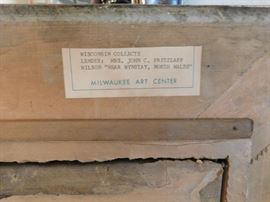 WISCONSIN COLLECTS
LENDER: MRS. JOHN C. PRITZLAFF
WILSON "NEAR WYNSTAY, NORTH WALES"
MILWAUKEE ART CENTER